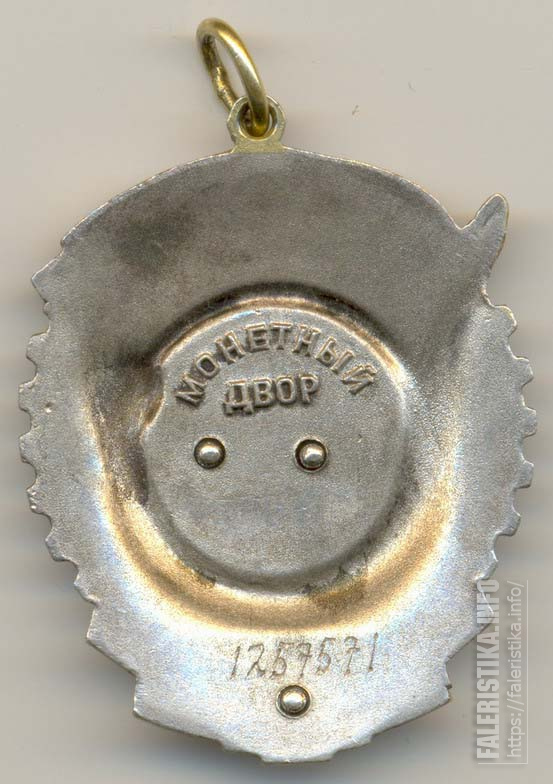 МОНЕТНЫЙ
ДВОР
1257571
FALERISTIKA.INFO
https://faleristika.info/